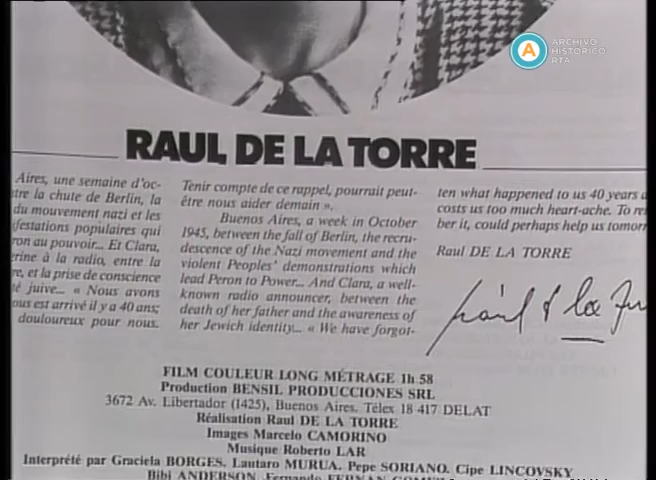 ARCHIVO
HISTÓRICO
RTA
RAUL DE LA TORRE
Aires, une semaine d'oc-
la chute de Berlin, la
du mouvement nazi et les
populaires qui
au pouvoir... Et Clara,
à la radio, entre la
et la prise de conscience
juive... « Nous avons
est arrivé il y a 40 ans;
douloureux pour nous.
Tenir compte de ce rappel, pourrait peut-
être nous aider demain ».
Buenos Aires, a week in October
1945, between the fall of Berlin, the recru-
descence of the Nazi movement and the
violent Peoples' demonstrations which
lead Peron to Power... And Clara, a well-
known radio announcer, between the
death of her father and the awareness of
her Jewish identity... « We have forgot-
ten what happened to us 40 years
costs us too much heart-ache. To
ber it, could perhaps help us
Raul DE LA TORRE
FILM COULEUR LONG MÉTRAGE 1h 58
Production BENSIL PRODUCCIONES SRL
3672 Av. Libertador (1425), Buenos Aires. Télex 18 417 DELAT
Réalisation Raul DE LA TORRE
Images Marcelo CAMORINO
Musique Roberto LAR
Interprété par Graciela BORGES, Lautaro MURUA, Pepe SORIANO, Cipe LINCOVSKY
Bibi ANDERSON, Fernando